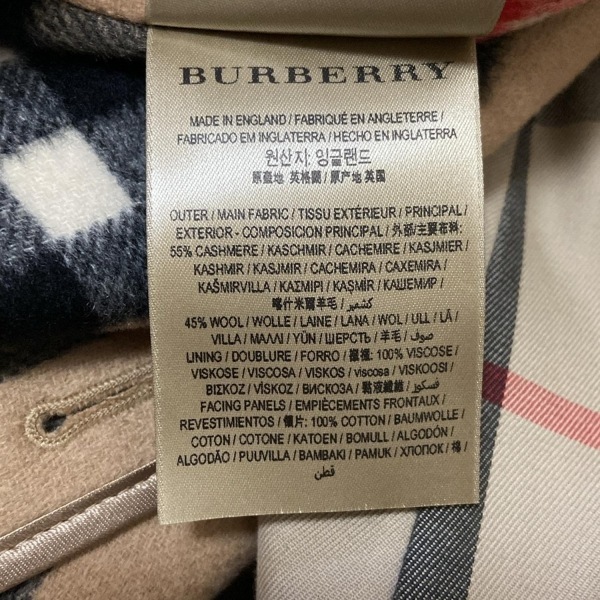 BURBERRY
MADE IN ENGLAND / FABRIQUÉ EN ANGLETERRE /
FABRICADO EM INGLATERRA / HECHO EN INGLATERRA
원산지: 잉글랜드
原產地 英格蘭 / 原产地 英国
OUTER / MAIN FABRIC / TISSU EXTÉRIEUR / PRINCIPAL /
EXTERIOR - COMPOSICIÓN PRINCIPAL / 外部/主要布料:
55% CASHMERE / KASCHMIR / CACHEMIRE / KASJMIER /
KASHMIR / KASJMIR / CACHEMIRA / CAXEMIRA /
KAŠMIRVILLA / ΚΑΣΜΙΡΙ / KAŞMİR / КАШЕМИР /
喀什米爾羊毛 / كشمير /
45% WOOL / WOLLE / LAINE / LANA / WOL / ULL / LÃ /
VILLA / ΜΑΛΛΙ / YÜN / ШЕРСТЬ / 羊毛 / صوف /
LINING / DOUBLURE / FORRO / 襯裡: 100% VISCOSE /
VISKOSE / VISCOSA / VISKOS / viscosa / VISKOOSI /
ΒΙΣΚΟΖ / VİSKOZ / ВИСКОЗА / 黏液纖維 / فسكوز /
FACING PANELS / EMPIÈCEMENTS FRONTAUX /
REVESTIMIENTOS / 領片: 100% COTTON / BAUMWOLLE /
COTON / COTONE / KATOEN / BOMULL / ALGODÓN /
ALGODÃO / PUUVILLA / ΒΑΜΒΑΚΙ / PAMUK / ХЛОПОК / 棉 /
قطن